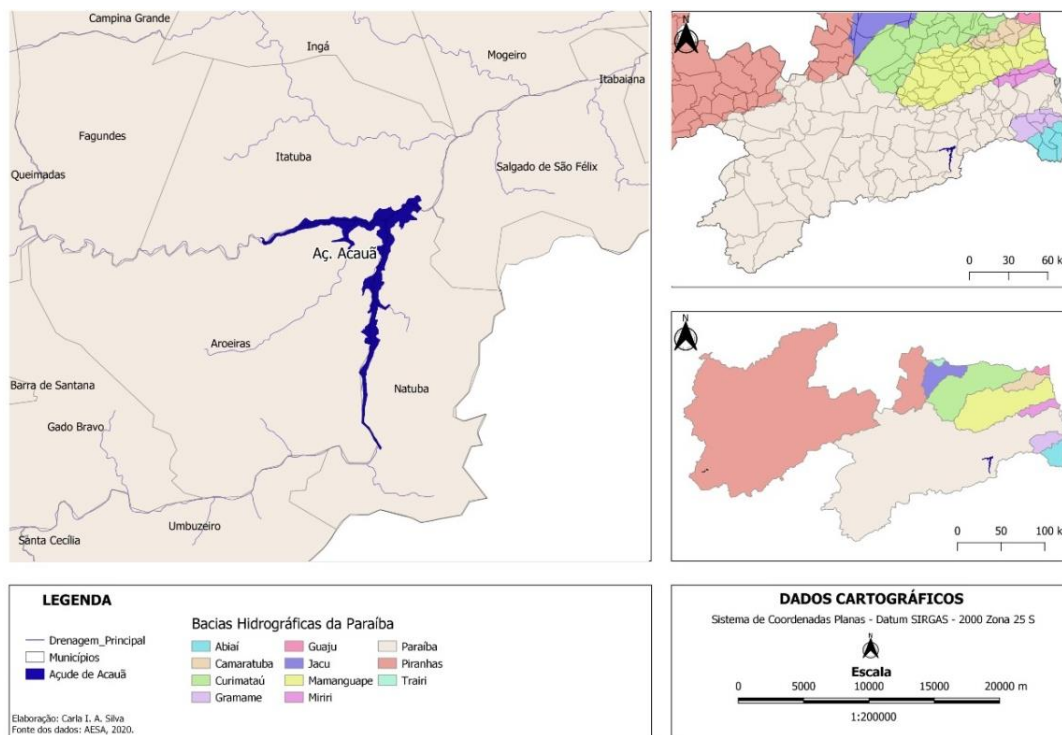 Campina Grande
Ingá
Mogeiro
Itabaiana
Fagundes
Itatuba
Queimadas
Salgado de São Félix
Aç. Acauã
Aroeiras
Barra de Santana
Natuba
Gado Bravo
Umbuzeiro
Santa Cecília
N
0 30 60 k
N
0 50 100 k
LEGENDA
Drenagem_Principal
Municípios
Açude de Acauã
Elaboração: Carla I. A. Silva
Fonte dos dados: AESA, 2020.
Bacias Hidrográficas da Paraíba
Abiaí Guaju Paraíba
Camaratuba Jacu Piranhas
Curimataú Mamanguape Trairi
Gramame Miriri
DADOS CARTOGRÁFICOS
Sistema de Coordenadas Planas - Datum SIRGAS - 2000 Zona 25 S
N
Escala
0 5000 10000 15000 20000 m
1:200000